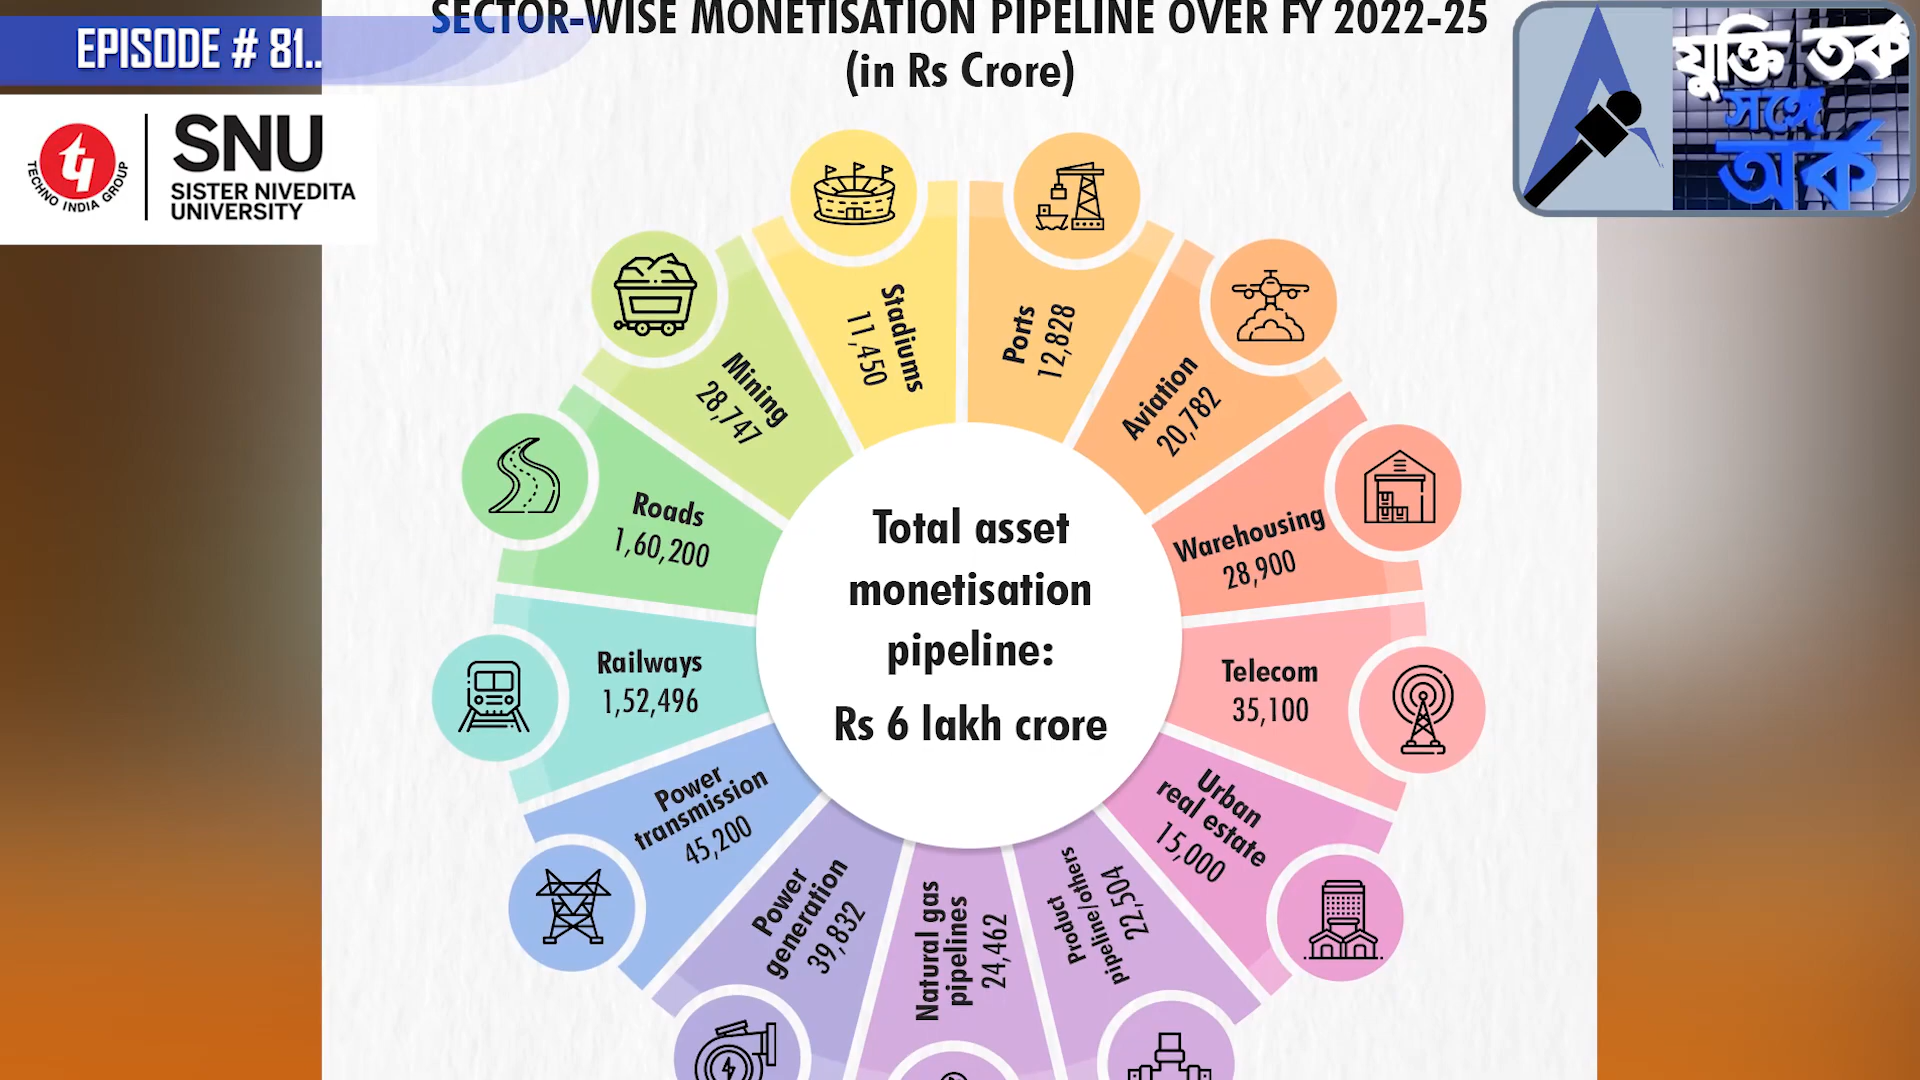 SECTOR-WISE MONETISATION PIPELINE OVER FY 2022-25
(in Rs Crore)
EPISODE # 81..
TECHNO INDIA GROUP
SNU
SISTER NIVEDITA
UNIVERSITY
যুক্তি তর্ক
সঙ্গে
অর্ক
Stadiums
11,450
Ports
12,828
Aviation
20,782
Warehousing
28,900
Telecom
35,100
Urban
real estate
15,000
Product
pipeline/others
22,504
Natural gas
pipelines
24,462
Power
generation
39,832
Power
transmission
45,200
Railways
1,52,496
Roads
1,60,200
Mining
28,747
Total asset
monetisation
pipeline:
Rs 6 lakh crore